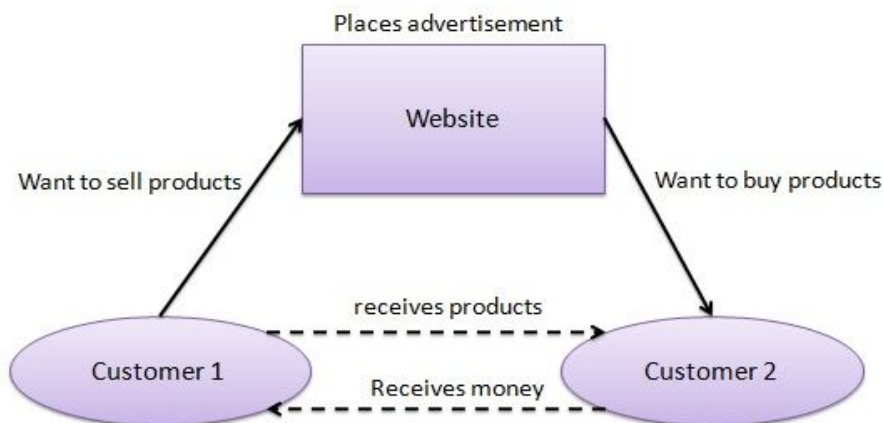 Places advertisement
Website
Want to sell products
Want to buy products
receives products
Customer 1
Customer 2
Receives money